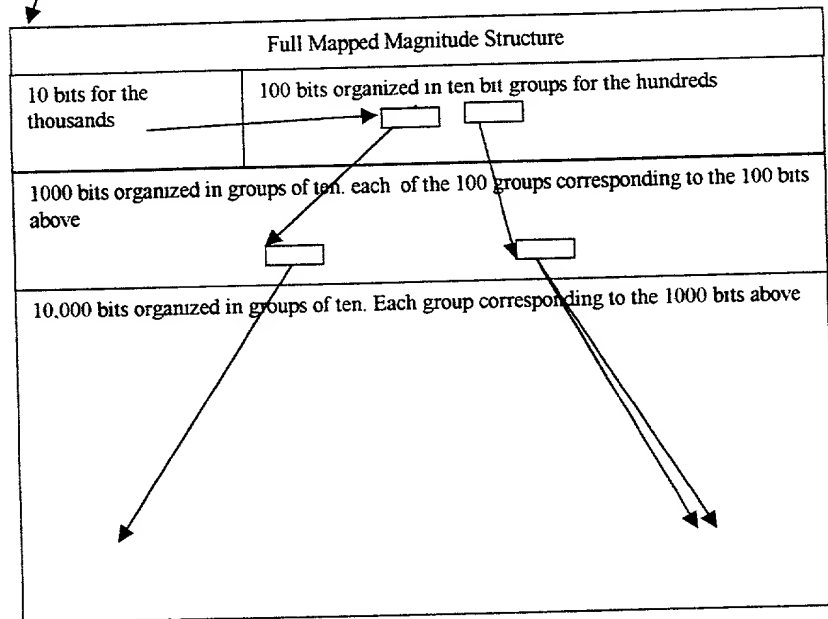 Full Mapped Magnitude Structure
10 bits for the
thousands
100 bits organized in ten bit groups for the hundreds
1000 bits organized in groups of ten. each of the 100 groups corresponding to the 100 bits
above
10.000 bits organized in groups of ten. Each group corresponding to the 1000 bits above